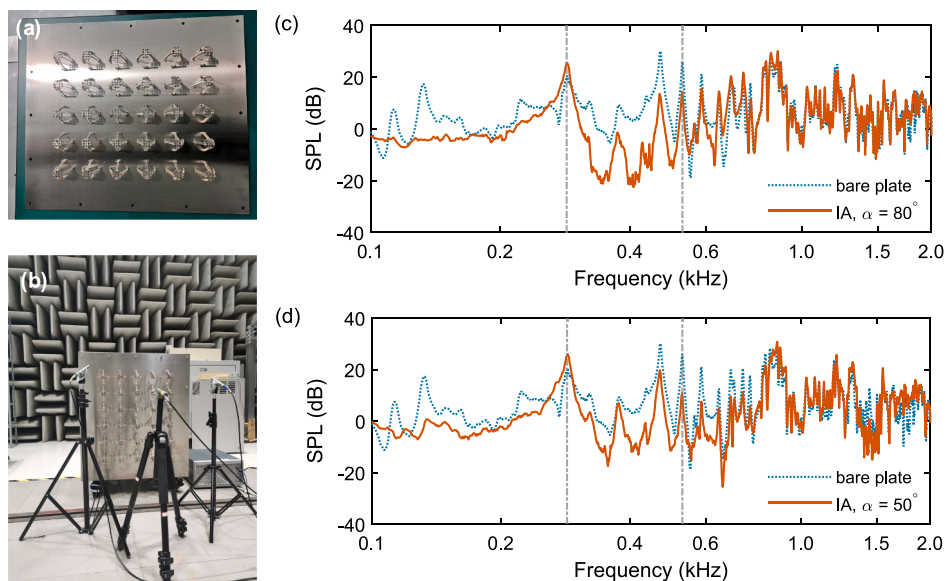 (a)
(b)
(c)
40
20
0
-20
-40
SPL (dB)
bare plate
IA, α = 80°
0.1
0.2
0.4
0.6
1.0
1.5
2.0
Frequency (kHz)
(d)
40
20
0
-20
-40
SPL (dB)
bare plate
IA, α = 50°
0.1
0.2
0.4
0.6
1.0
1.5
2.0
Frequency (kHz)